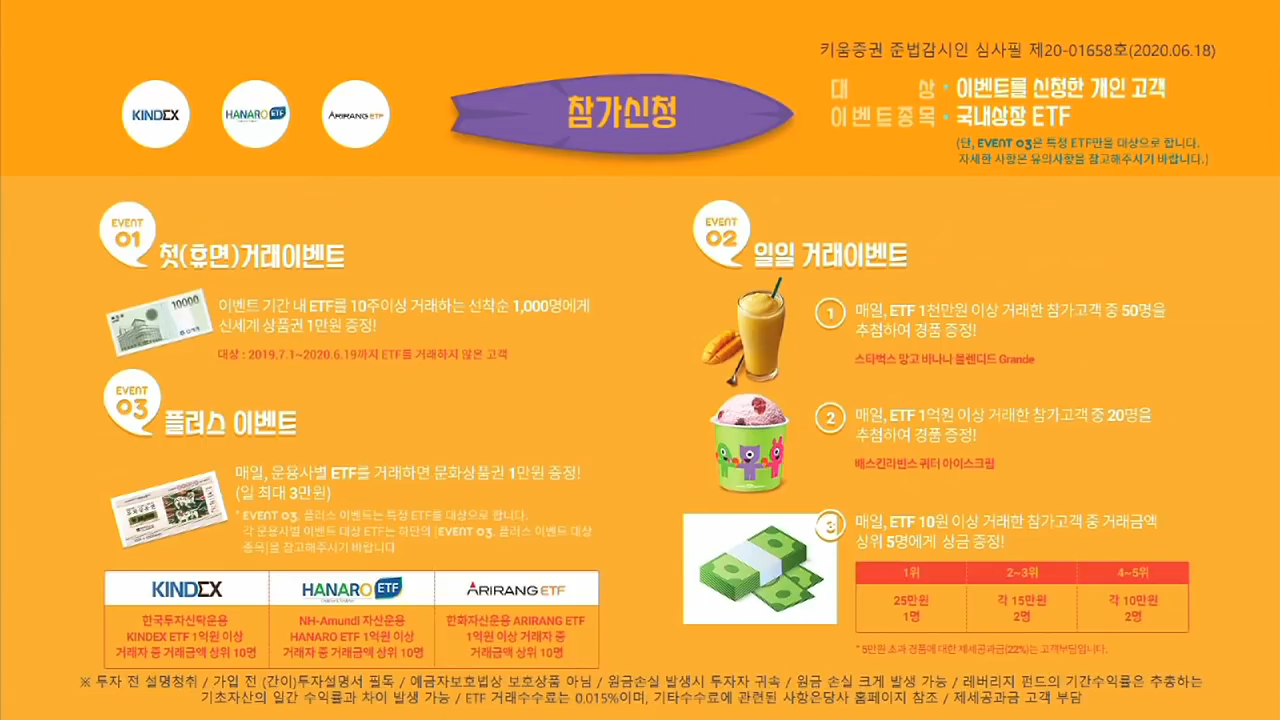 키움증권 준법감시인 심사필 제20-01658호(2020.06.18)
KINDEX
HANARO ETF
ARIRANG ETF
참가신청
대 상 · 이벤트를 신청한 개인 고객
이벤트종목 · 국내상장 ETF
(단, EVENT 03은 특정 ETF만을 대상으로 합니다.
자세한 사항은 유의사항을 참고해주시기 바랍니다.)
EVENT
01
첫(휴면)거래이벤트
10000
이벤트 기간 내 ETF를 10주이상 거래하는 선착순 1,000명에게
신세계 상품권 1만원 증정!
대상 : 2019.7.1~2020.6.19까지 ETF를 거래하지 않은 고객
EVENT
03
플러스 이벤트
매일, 운용사별 ETF를 거래하면 문화상품권 1만원 증정!
(일 최대 3만원)
* EVENT 03. 플러스 이벤트는 특정 ETF를 대상으로 합니다.
각 운용사별 이벤트 대상 ETF는 하단의 [EVENT 03. 플러스 이벤트 대상
종목]을 참고해주시기 바랍니다
KINDEX
HANARO ETF
ARIRANG ETF
한국투자신탁운용
KINDEX ETF 1억원 이상
거래자 중 거래금액 상위 10명
NH-Amundi 자산운용
HANARO ETF 1억원 이상
거래자 중 거래금액 상위 10명
한화자산운용 ARIRANG ETF
1억원 이상 거래자 중
거래금액 상위 10명
EVENT
02
일일 거래이벤트
1
매일, ETF 1천만원 이상 거래한 참가고객 중 50명을
추첨하여 경품 증정!
스타벅스 망고 바나나 블렌디드 Grande
2
매일, ETF 1억원 이상 거래한 참가고객 중 20명을
추첨하여 경품 증정!
배스킨라빈스 쿼터 아이스크림
3
매일, ETF 10원 이상 거래한 참가고객 중 거래금액
상위 5명에게 상금 증정!
1위 2~3위 4~5위
25만원 각 15만원 각 10만원
1명 2명 2명
* 5만원 초과 경품에 대한 제세공과금(22%)는 고객부담입니다.
※ 투자 전 설명청취 / 가입 전 (간이)투자설명서 필독 / 예금자보호법상 보호상품 아님 / 원금손실 발생시 투자자 귀속 / 원금 손실 크게 발생 가능 / 레버리지 펀드의 기간수익률은 추종하는
기초자산의 일간 수익률과 차이 발생 가능 / ETF 거래수수료는 0.015%이며, 기타수수료에 관련된 사항은당사 홈페이지 참조 / 제세공과금 고객 부담